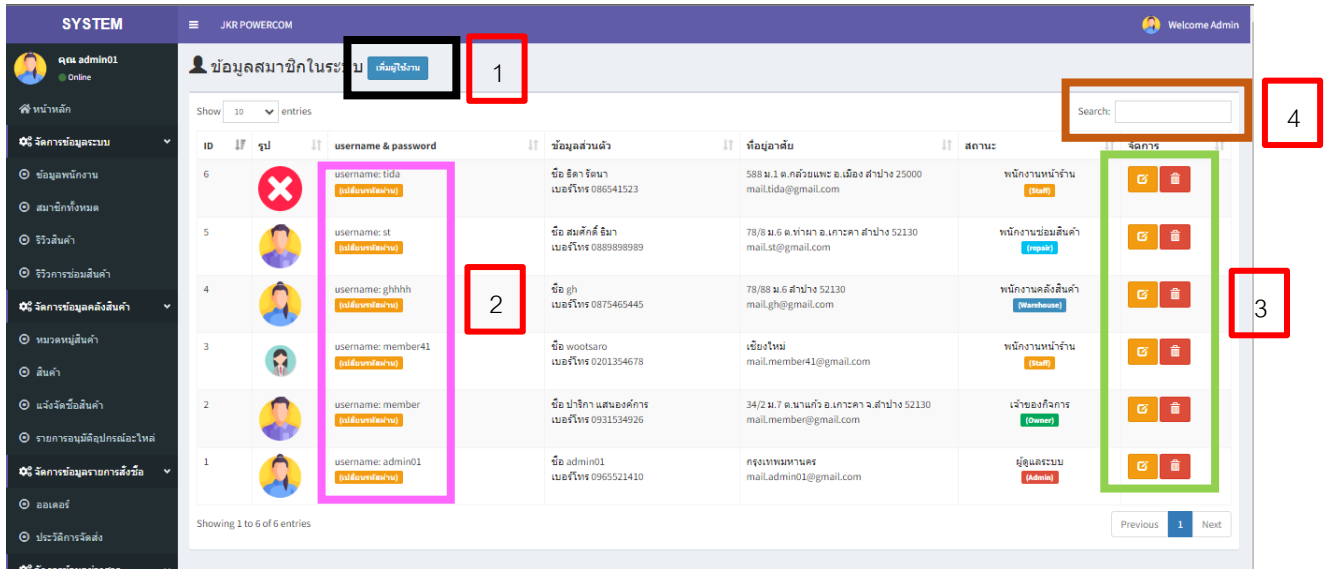 SYSTEM
JKR POWERCOM
Welcome Admin
คุณ admin01
Online
หน้าหลัก
จัดการข้อมูลระบบ
ข้อมูลพนักงาน
สมาชิกทั้งหมด
รีวิวสินค้า
รีวิวการซ่อมสินค้า
จัดการข้อมูลคลังสินค้า
หมวดหมู่สินค้า
สินค้า
แจ้งจัดซื้อสินค้า
รายการอนุมัติอุปกรณ์อะไหล่
จัดการข้อมูลรายการสั่งซื้อ
ออเดอร์
ประวัติการจัดส่ง
ข้อมูลสมาชิกในระบบ เพิ่มผู้ใช้งาน
1
Show 10 entries
Search:
4
ID รูป username & password ข้อมูลส่วนตัว ที่อยู่อาศัย สถานะ จัดการ
6 username: tida ชื่อ ธิดา รัตนา 588 ม.1 ต.กล้วยแพะ อ.เมือง ลำปาง 25000 พนักงานหน้าร้าน
(เปลี่ยนรหัสผ่าน) เบอร์โทร 086541523 mail.tida@gmail.com (Staff)
5 username: st ชื่อ สมศักดิ์ ธิมา 78/8 ม.6 ต.ท่าผา อ.เกาะคา ลำปาง 52130 พนักงานซ่อมสินค้า
(เปลี่ยนรหัสผ่าน) เบอร์โทร 0889898989 mail.st@gmail.com (repair)
2
3
4 username: ghhhh ชื่อ gh 78/88 ม.6 ลำปาง 52130 พนักงานคลังสินค้า
(เปลี่ยนรหัสผ่าน) เบอร์โทร 0875465445 mail.gh@gmail.com (Warehouse)
3 username: member41 ชื่อ wootsaro เชียงใหม่ พนักงานหน้าร้าน
(เปลี่ยนรหัสผ่าน) เบอร์โทร 0201354678 mail.member41@gmail.com (Staff)
2 username: member ชื่อ ปาริกา แสนองค์การ 34/2 ม.7 ต.นาแก้ว อ.เกาะคา จ.ลำปาง 52130 เจ้าของกิจการ
(เปลี่ยนรหัสผ่าน) เบอร์โทร 0931534926 mail.member@gmail.com (Owner)
1 username: admin01 ชื่อ admin01 กรุงเทพมหานคร ผู้ดูแลระบบ
(เปลี่ยนรหัสผ่าน) เบอร์โทร 0965521410 mail.admin01@gmail.com (Admin)
Showing 1 to 6 of 6 entries
Previous 1 Next